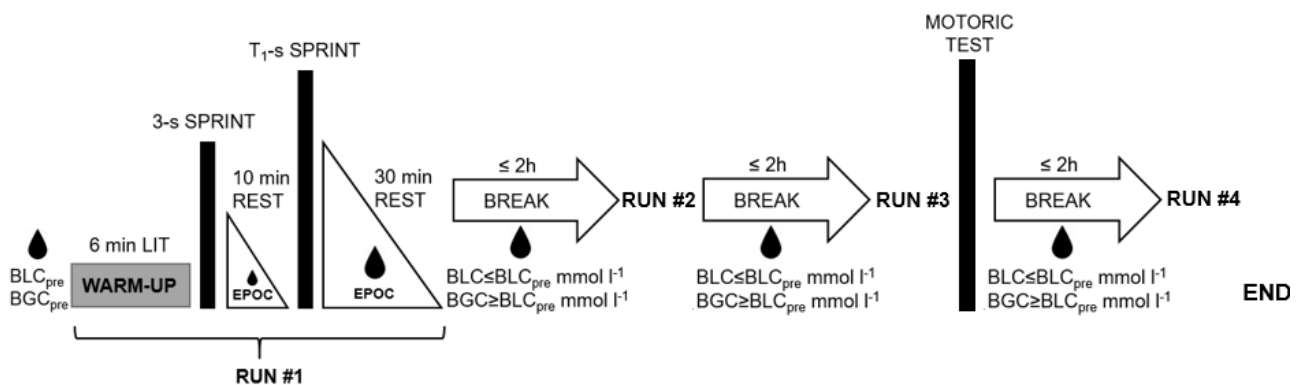 MOTORIC
TEST
T₁-s SPRINT
3-s SPRINT
10 min
REST
30 min
REST
≤ 2h
BREAK
RUN #2
≤ 2h
BREAK
RUN #3
≤ 2h
BREAK
RUN #4
6 min LIT
WARM-UP
BLCpre
BGCpre
EPOC
EPOC
BLC≤BLCpre mmol l⁻¹
BGC≥BLCpre mmol l⁻¹
BLC≤BLCpre mmol l⁻¹
BGC≥BLCpre mmol l⁻¹
BLC≤BLCpre mmol l⁻¹
BGC≥BLCpre mmol l⁻¹
END
RUN #1